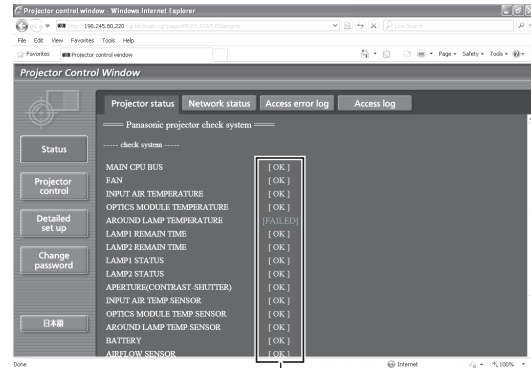 Projector control window - Windows Internet Explorer
198.245.80.220
Live Search
File Edit View Favorites Tools Help
Favorites Projector control window
Page Safety Tools
Projector Control Window
Projector status Network status Access error log Access log
Panasonic projector check system
----- check system -----
Status
Projector control
Detailed set up
Change password
日本語
MAIN CPU BUS [ OK ]
FAN [ OK ]
INPUT AIR TEMPERATURE [ OK ]
OPTICS MODULE TEMPERATURE [ OK ]
AROUND LAMP TEMPERATURE [FAILED]
LAMP1 REMAIN TIME [ OK ]
LAMP2 REMAIN TIME [ OK ]
LAMP1 STATUS [ OK ]
LAMP2 STATUS [ OK ]
APERTURE(CONTRAST-SHUTTER) [ OK ]
INPUT AIR TEMP.SENSOR [ OK ]
OPTICS MODULE TEMP.SENSOR [ OK ]
AROUND LAMP TEMP.SENSOR [ OK ]
BATTERY [ OK ]
AIRFLOW SENSOR [ OK ]
Done Internet 100%